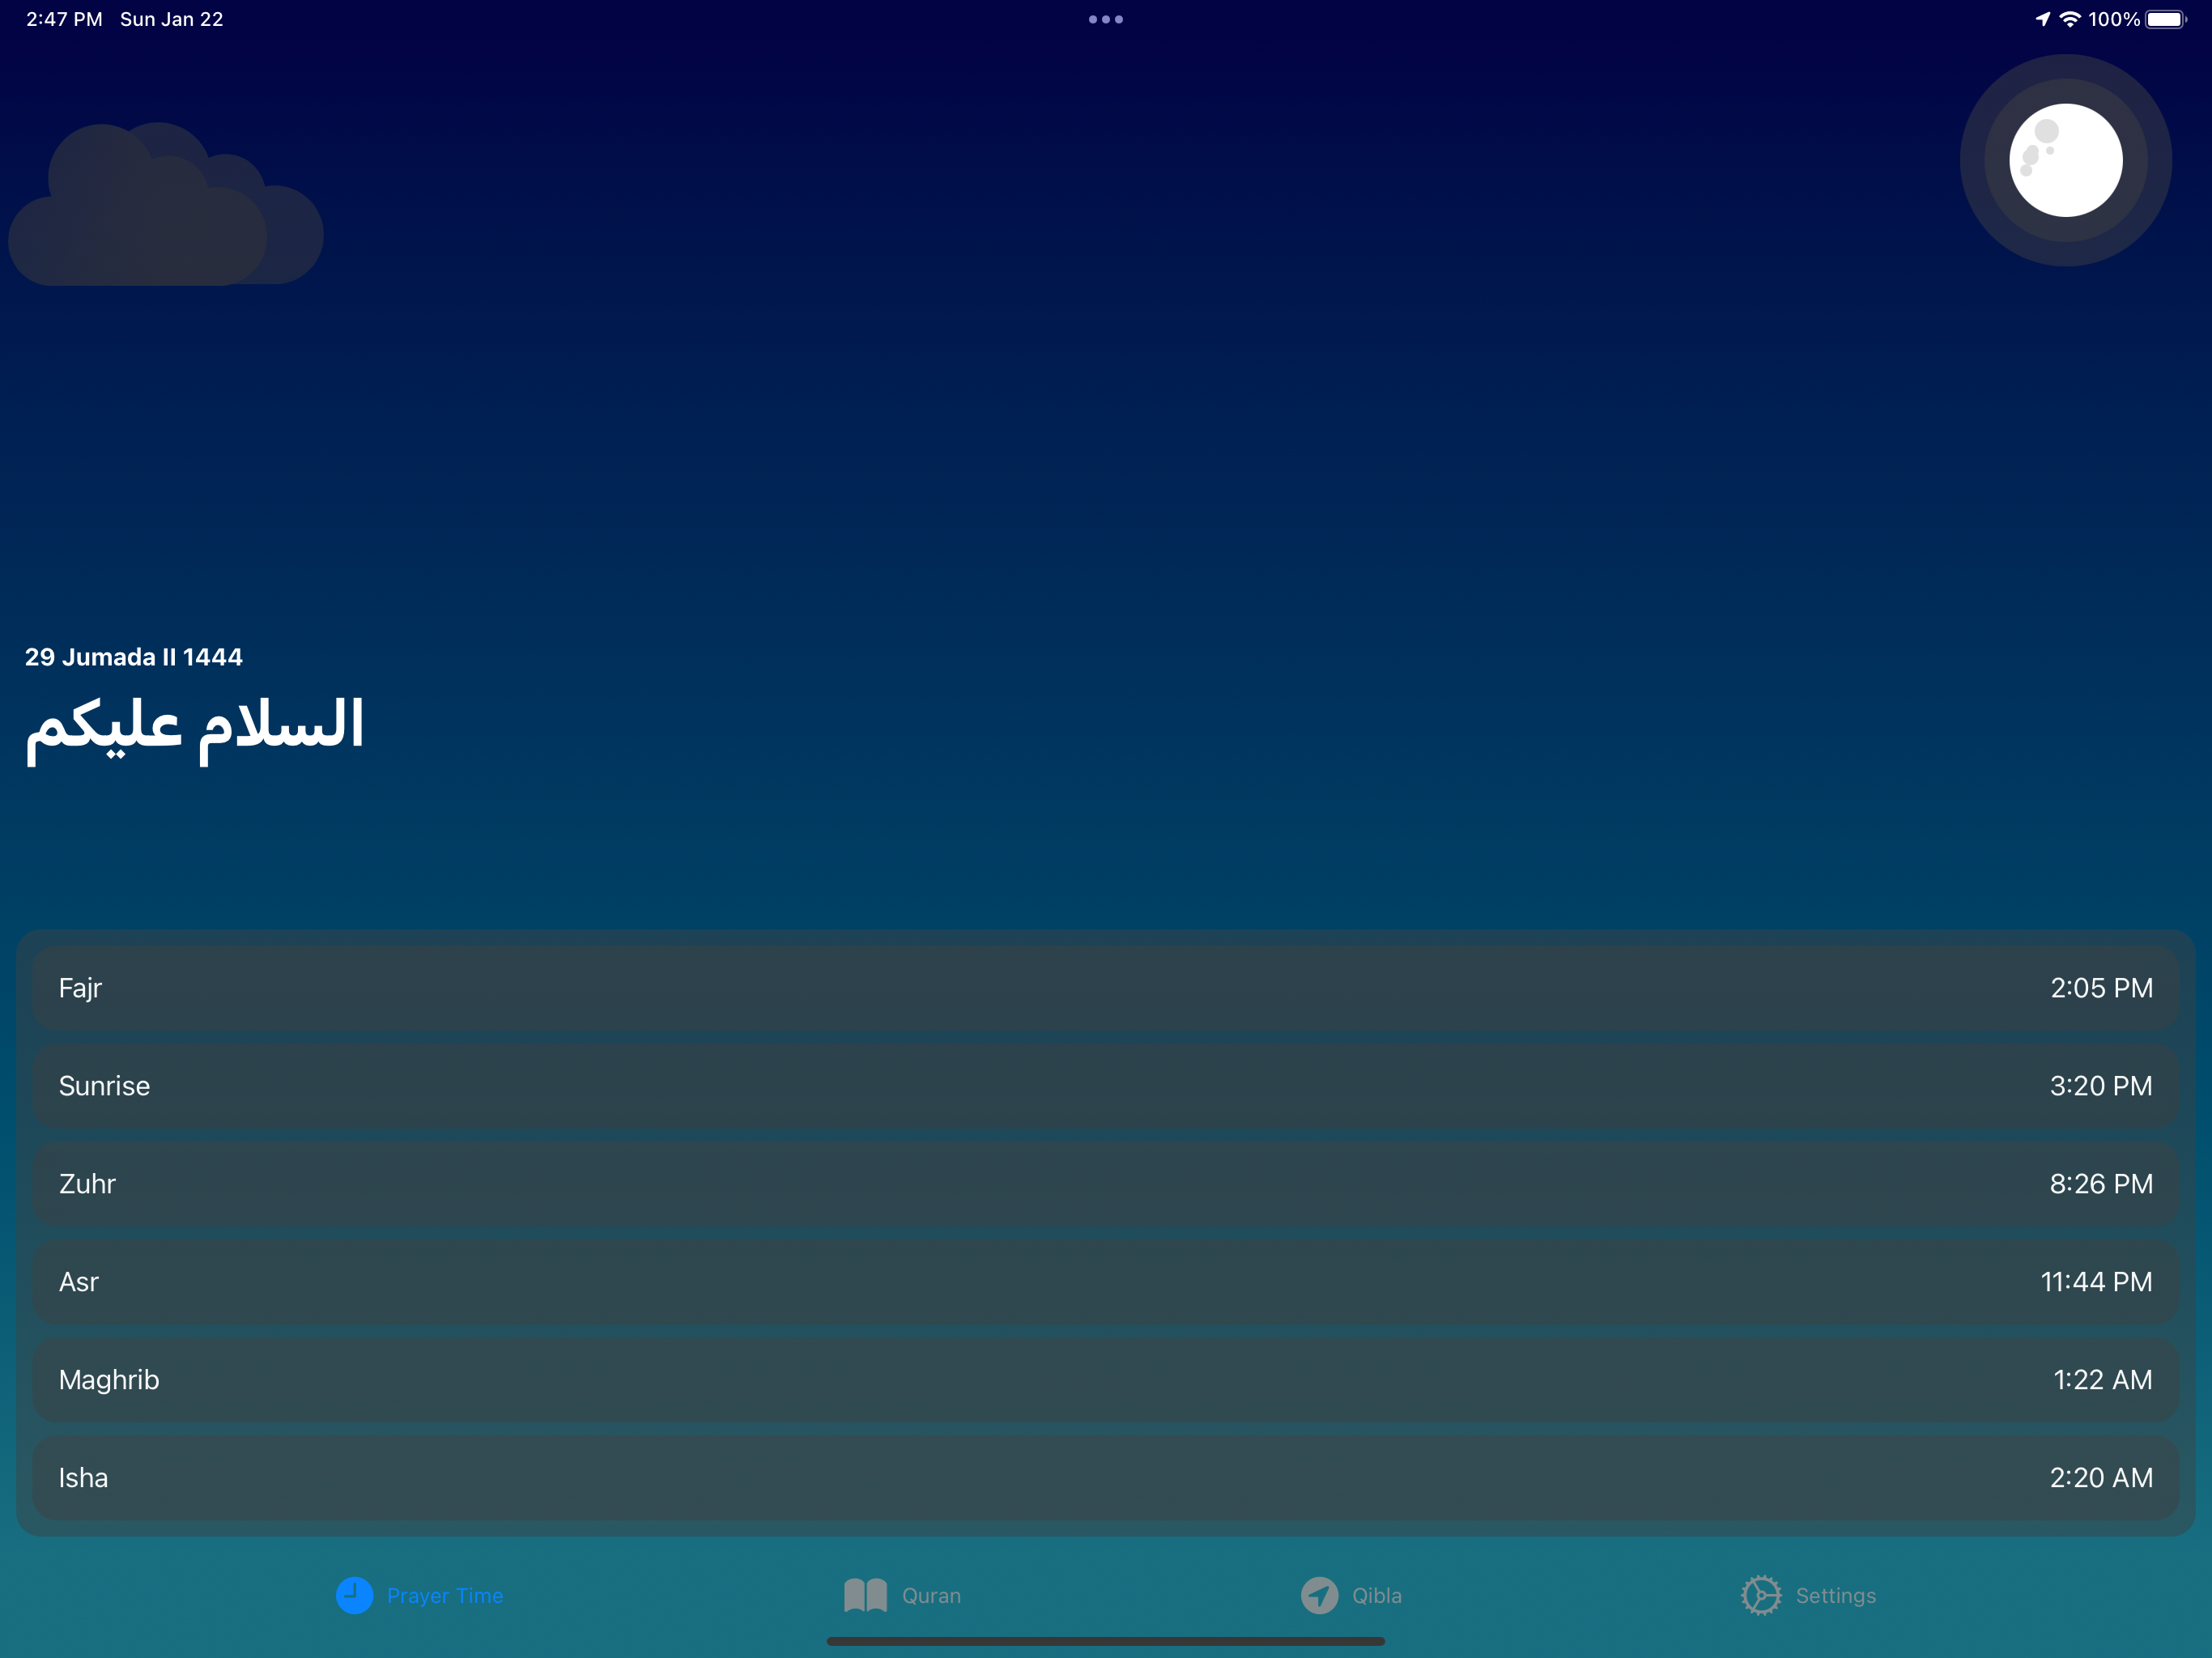 2:47 PM Sun Jan 22 100%
29 Jumada II 1444
السلام عليكم
Fajr 2:05 PM
Sunrise 3:20 PM
Zuhr 8:26 PM
Asr 11:44 PM
Maghrib 1:22 AM
Isha 2:20 AM
Prayer Time Quran Qibla Settings